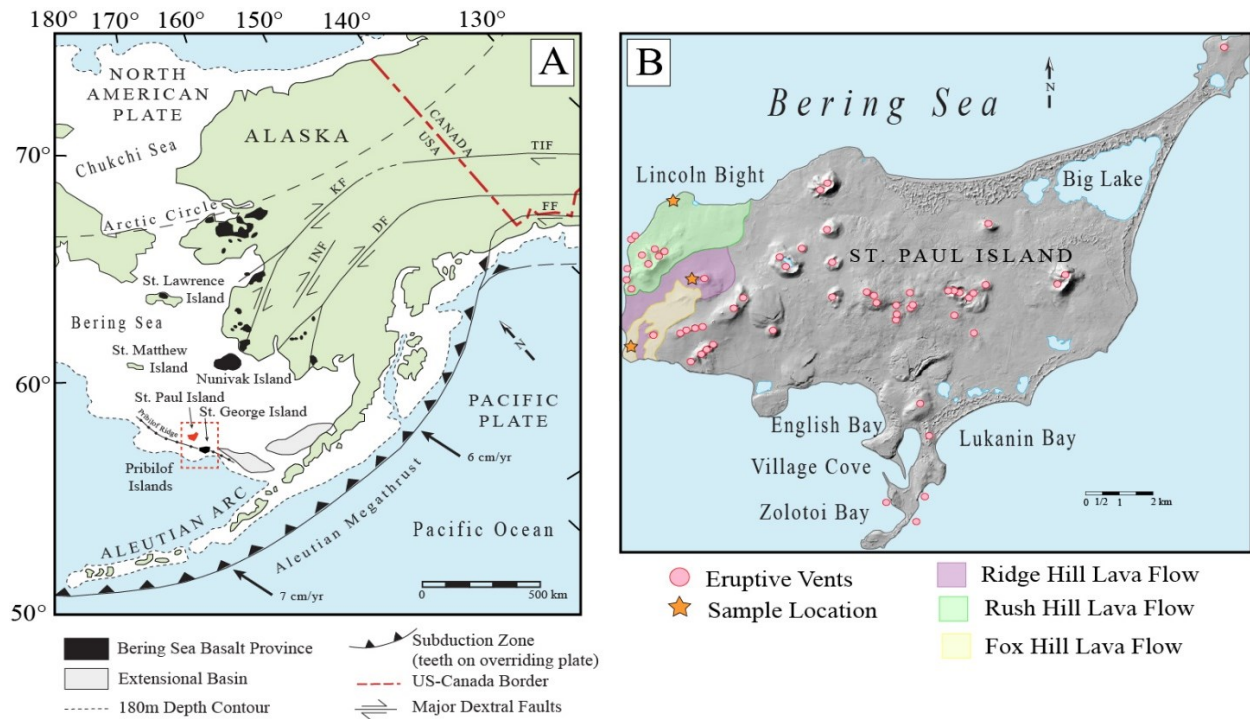 180° 170° 160° 150° 140° 130°
A
NORTH
AMERICAN
PLATE
Chukchi Sea
ALASKA
CANADA
USA
70°
TIF
KF
Arctic Circle
FF
DF
INF
St. Lawrence
Island
Bering Sea
St. Matthew
Island
Nunivak Island
60°
St. Paul Island
St. George Island
PACIFIC
PLATE
N
Pribilof Ridge
Pribilof
Islands
6 cm/yr
ALEUTIAN ARC
Aleutian Megathrust
Pacific Ocean
7 cm/yr
0 500 km
50°
Bering Sea Basalt Province
Extensional Basin
180m Depth Contour
Subduction Zone
(teeth on overriding plate)
US-Canada Border
Major Dextral Faults
B
N
Bering Sea
Lincoln Bight
Big Lake
ST. PAUL ISLAND
English Bay
Lukanin Bay
Village Cove
Zolotoi Bay
0 1/2 1 2 km
Eruptive Vents
Sample Location
Ridge Hill Lava Flow
Rush Hill Lava Flow
Fox Hill Lava Flow